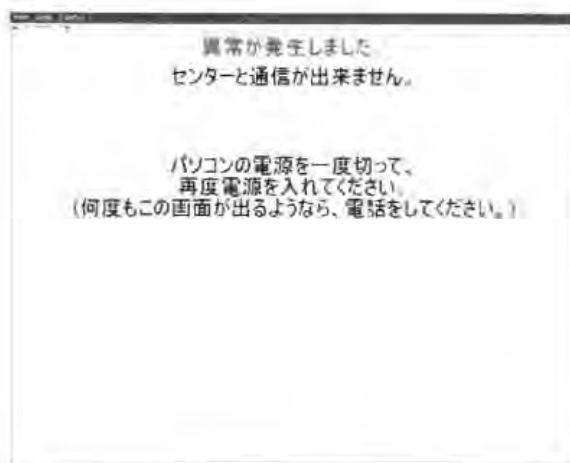 異常が発生しました
センターと通信が出来ません。
パソコンの電源を一度切って、
再度電源を入れてください。
(何度もこの画面が出るようなら、電話をしてください。)